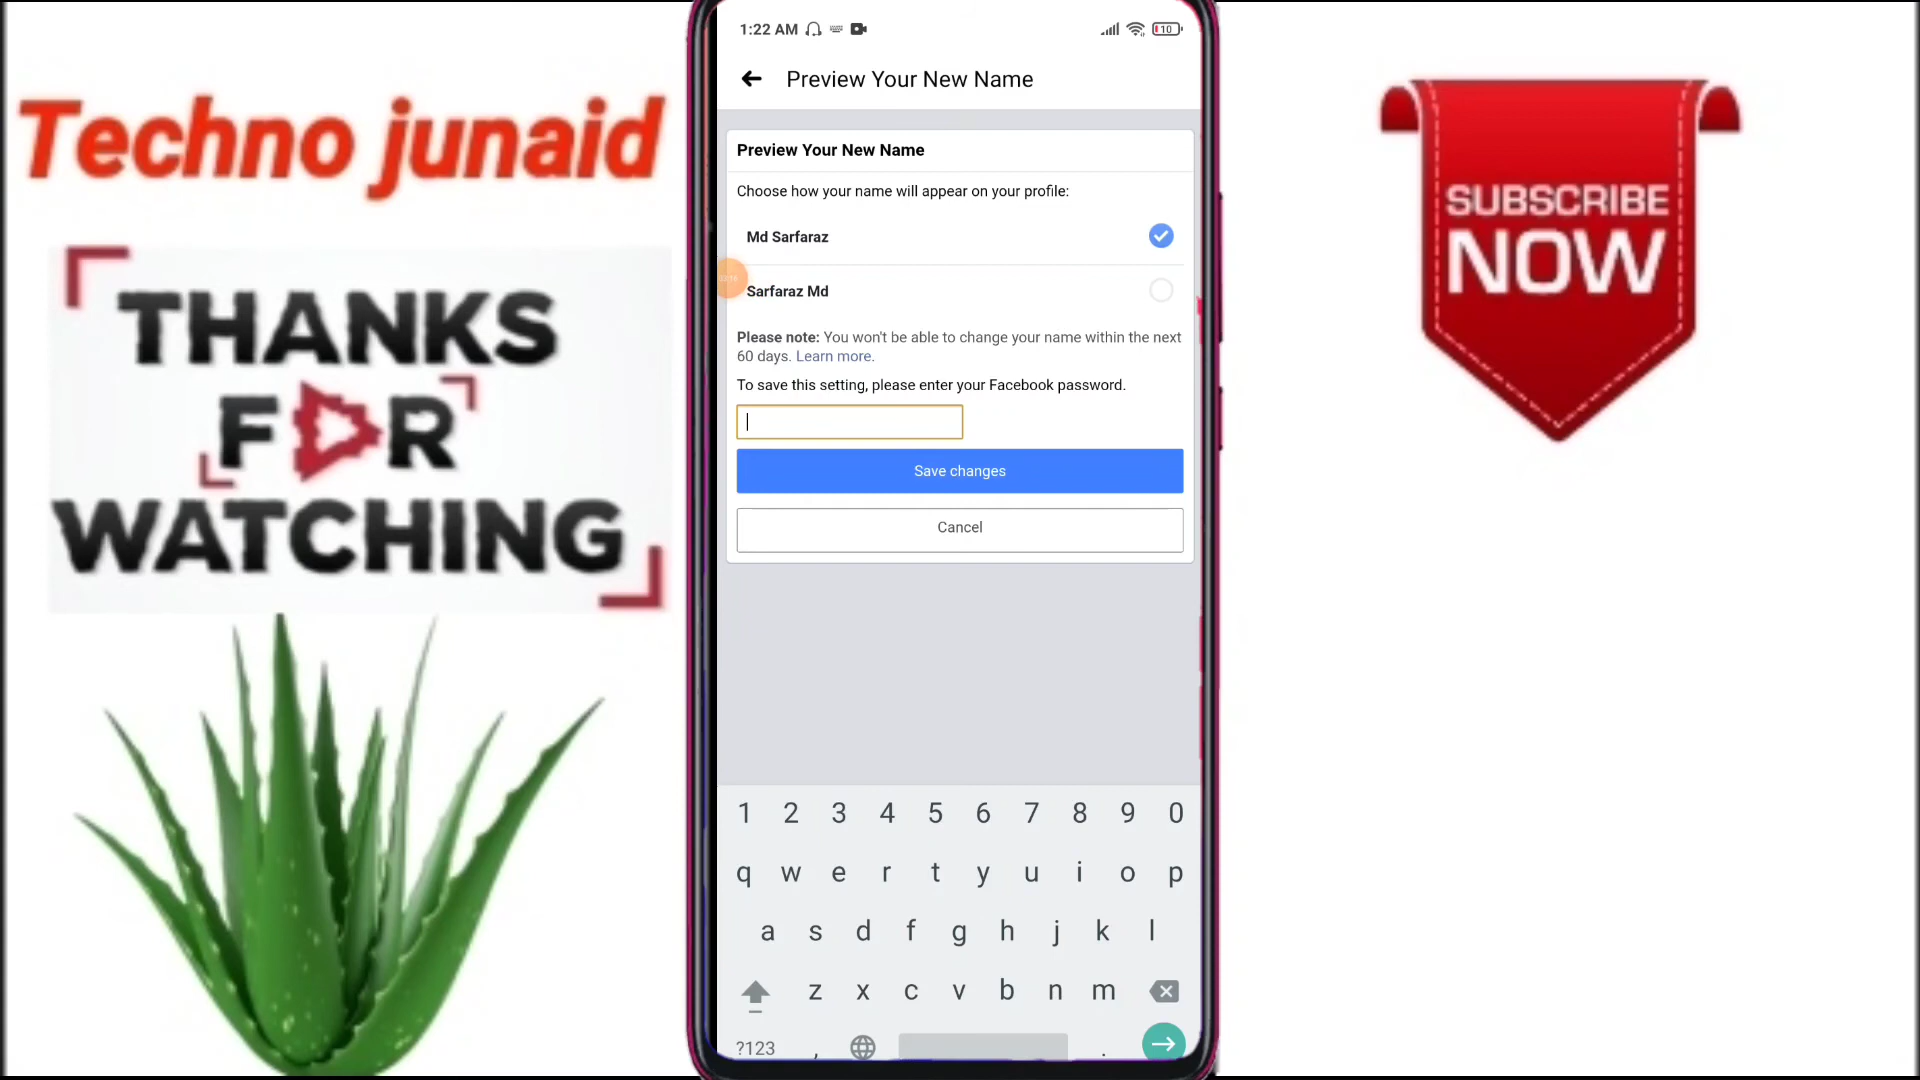 Techno junaid
THANKS
FOR
WATCHING
1:22 AM
10
Preview Your New Name
Preview Your New Name
Choose how your name will appear on your profile:
Md Sarfaraz
Sarfaraz Md
Please note: You won't be able to change your name within the next
60 days. Learn more.
To save this setting, please enter your Facebook password.
Save changes
Cancel
1 2 3 4 5 6 7 8 9 0
q w e r t y u i o p
a s d f g h j k l
z x c v b n m
?123 , .
SUBSCRIBE
NOW